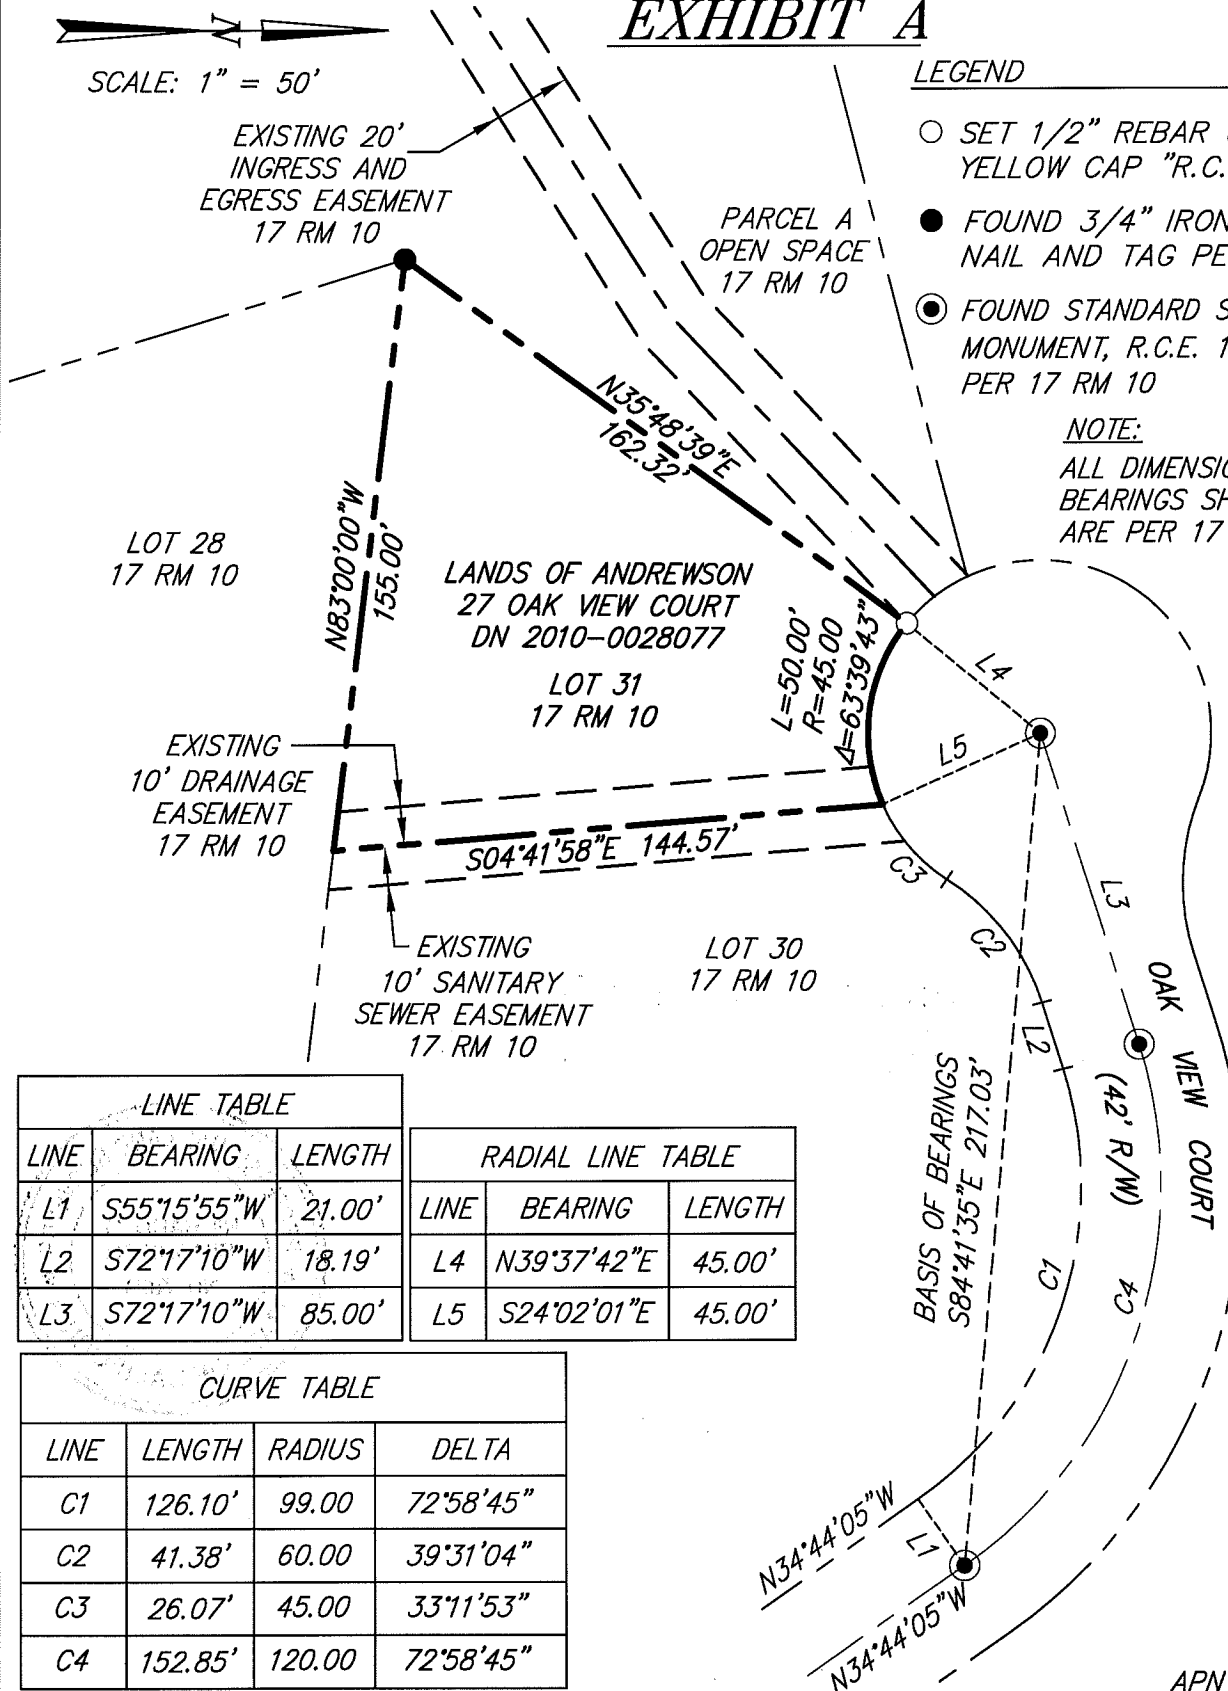 EXHIBIT A
N
SCALE: 1" = 50'
LEGEND
SET 1/2" REBAR
YELLOW CAP "R.C.
FOUND 3/4" IRON
NAIL AND TAG PE
FOUND STANDARD S
MONUMENT, R.C.E. 1
PER 17 RM 10
NOTE:
ALL DIMENSIO
BEARINGS SH
ARE PER 17
EXISTING 20'
INGRESS AND
EGRESS EASEMENT
17 RM 10
PARCEL A
OPEN SPACE
17 RM 10
N35°48'39"E
162.32'
LOT 28
17 RM 10
N83°00'00"W
155.00'
LANDS OF ANDREWSON
27 OAK VIEW COURT
DN 2010-0028077
LOT 31
17 RM 10
L=50.00'
R=45.00
Δ=63°39'43"
L4
L5
EXISTING
10' DRAINAGE
EASEMENT
17 RM 10
S04°41'58"E 144.57'
C3
L3
C2
EXISTING
10' SANITARY
SEWER EASEMENT
17 RM 10
LOT 30
17 RM 10
L2
OAK VIEW COURT
(42' R/W)
BASIS OF BEARINGS
S84°41'35"E 217.03'
C1
C4
LINE TABLE
LINE BEARING LENGTH
L1 S55°15'55"W 21.00'
L2 S72°17'10"W 18.19'
L3 S72°17'10"W 85.00'
RADIAL LINE TABLE
LINE BEARING LENGTH
L4 N39°37'42"E 45.00'
L5 S24°02'01"E 45.00'
CURVE TABLE
LINE LENGTH RADIUS DELTA
C1 126.10' 99.00 72°58'45"
C2 41.38' 60.00 39°31'04"
C3 26.07' 45.00 33°11'53"
C4 152.85' 120.00 72°58'45"
N34°44'05"W
L1
N34°44'05"W
APN